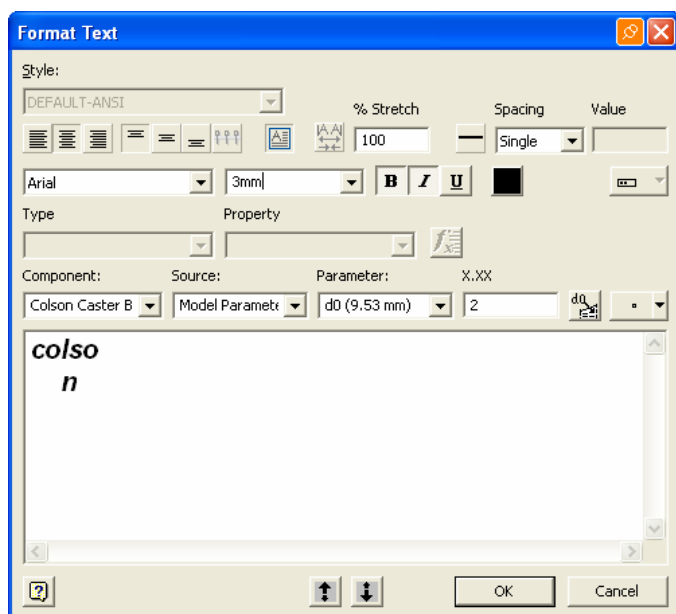 Format Text
Style:
DEFAULT-ANSI
% Stretch Spacing Value
100 Single
Arial 3mm B I U
Type Property
Component: Source: Parameter: X.XX
Colson Caster B Model Paramete d0 (9.53 mm) 2
colso
n
OK Cancel